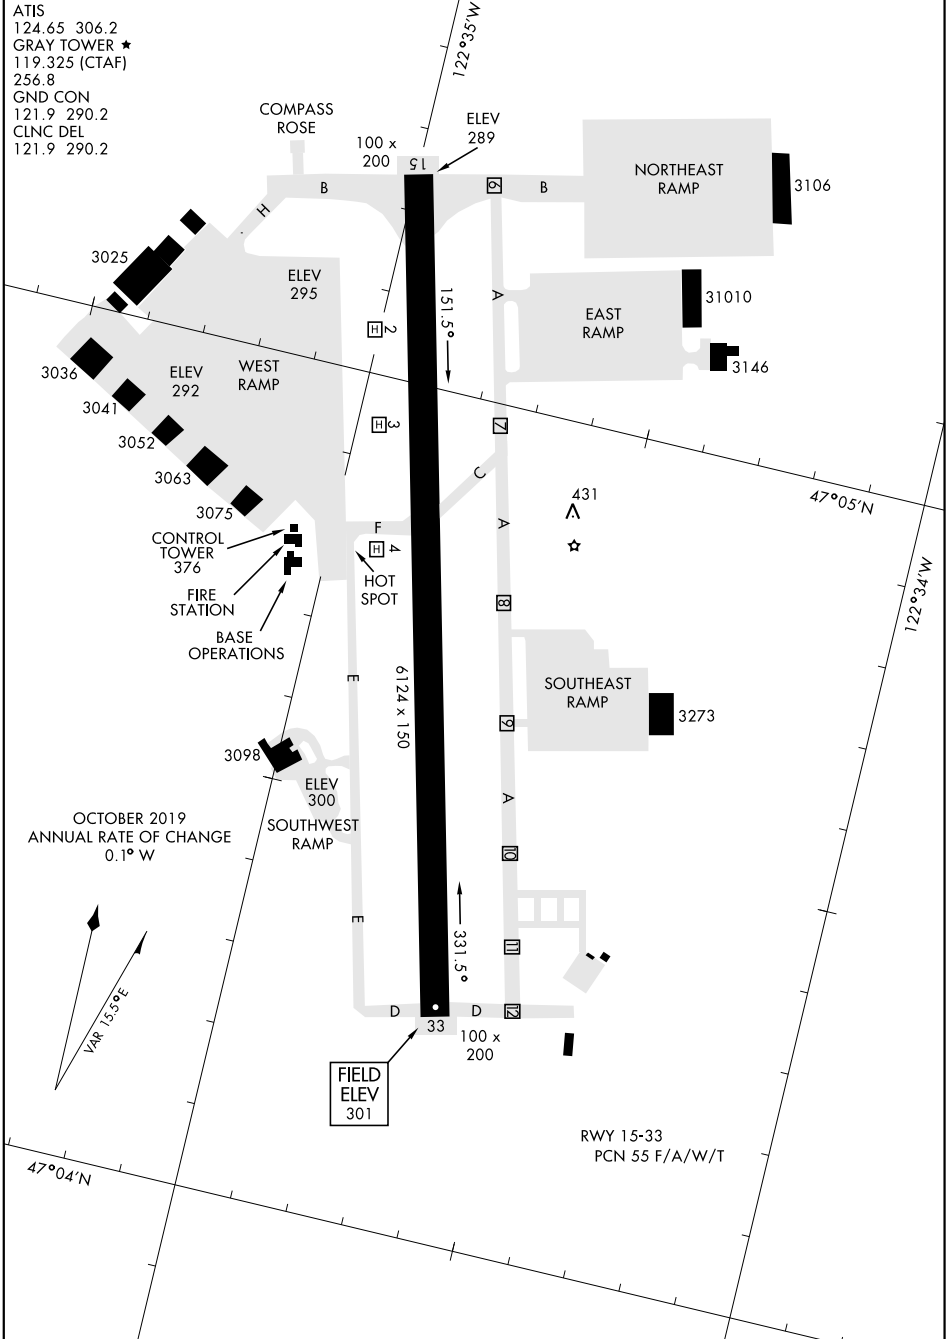 ATIS
124.65 306.2
GRAY TOWER ★
119.325 (CTAF)
256.8
GND CON
121.9 290.2
CLNC DEL
121.9 290.2
122°35'W
COMPASS
ROSE
100 x
200
ELEV
289
15
NORTHEAST
RAMP
3106
B
6
B
H
3025
ELEV
295
151.5°
A
31010
EAST
RAMP
H 2
3146
3036
ELEV
292
WEST
RAMP
3041
3052
H 3
7
3063
C
3075
431
47°05'N
CONTROL
TOWER
376
F
H 4
A
HOT
SPOT
FIRE
STATION
8
122°34'W
BASE
OPERATIONS
E
6124 x 150
SOUTHEAST
RAMP
3273
9
3098
ELEV
300
SOUTHWEST
RAMP
A
OCTOBER 2019
ANNUAL RATE OF CHANGE
0.1° W
10
E
331.5°
11
VAR 15.5°E
D
D
12
33
100 x
200
FIELD
ELEV
301
RWY 15-33
PCN 55 F/A/W/T
47°04'N